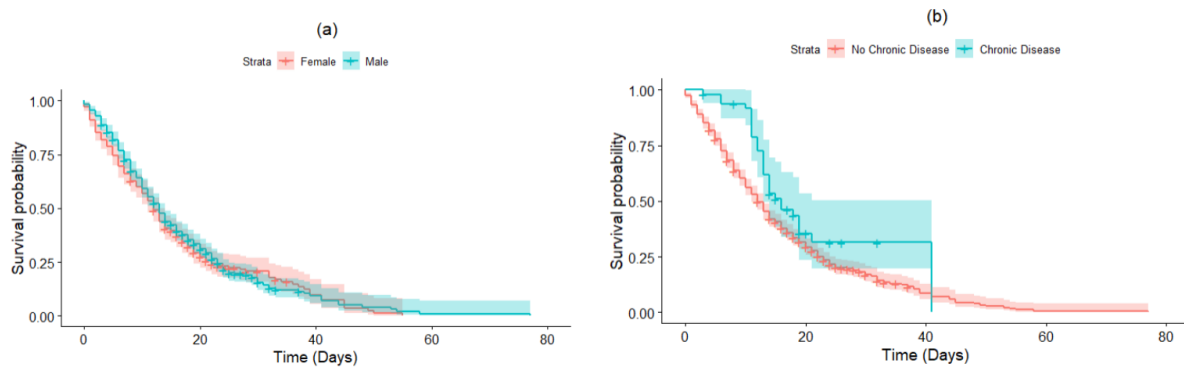 (a)
Strata Female Male
1.00
0.75
0.50
0.25
0.00
Survival probability
0 20 40 60 80
Time (Days)
(b)
Strata No Chronic Disease Chronic Disease
1.00
0.75
0.50
0.25
0.00
Survival probability
0 20 40 60 80
Time (Days)